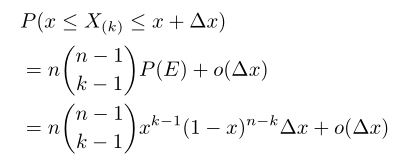 P(x ≤ X_{(k)} ≤ x + Δx)
= n\binom{n-1}{k-1}P(E) + o(Δx)
= n\binom{n-1}{k-1}x^{k-1}(1 − x)^{n-k}Δx + o(Δx)